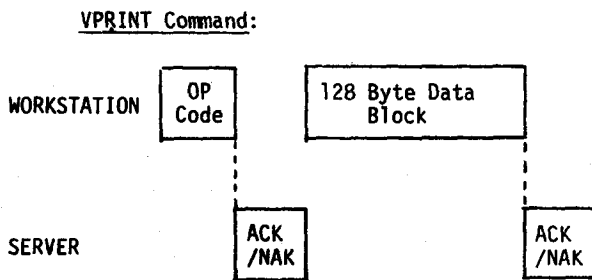 VPRINT Command:
WORKSTATION
OP
Code
128 Byte Data
Block
SERVER
ACK
/NAK
ACK
/NAK